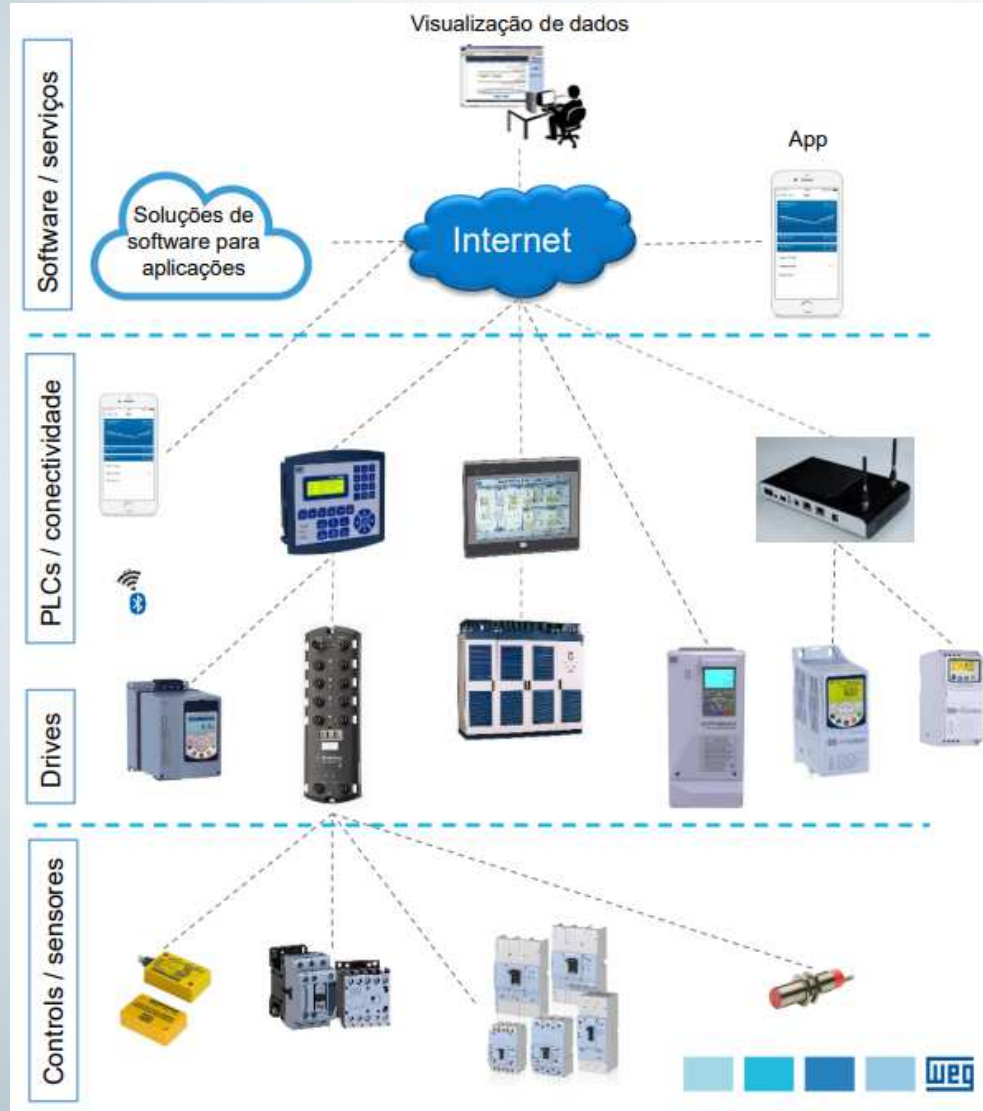 Visualização de dados
App
Soluções de
software para
aplicações
Internet
Software / serviços
PLCs / conectividade
Drives
Controls / sensores
weg